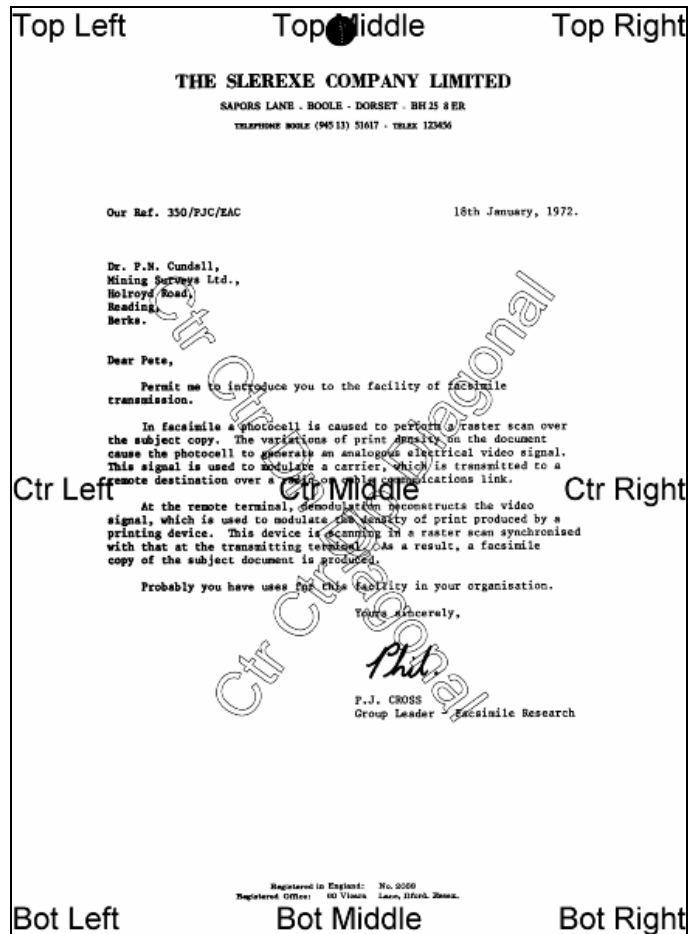 Top Left Top Middle Top Right
THE SLEREXE COMPANY LIMITED
SAPORS LANE . BOOLE - DORSET . BH 25 8 ER
TELEPHONE BOOLE (945 13) 51617 - TELEX 123456
Our Ref. 350/PJC/EAC 18th January, 1972.
Dr. P.N. Cundall,
Mining Surveys Ltd.,
Holroyd Road,
Reading,
Berks.
Dear Pete,
Permit me to introduce you to the facility of facsimile
transmission.
In facsimile a photocell is caused to perform a raster scan over
the subject copy. The variations of print density on the document
cause the photocell to generate an analogous electrical video signal.
This signal is used to modulate a carrier, which is transmitted to a
remote destination over a radio or cable communications link.
Ctr Left Ctr Middle Ctr Right
At the remote terminal, demodulation reconstructs the video
signal, which is used to modulate the density of print produced by a
printing device. This device is scanning in a raster scan synchronised
with that at the transmitting terminal. As a result, a facsimile
copy of the subject document is produced.
Probably you have uses for this facility in your organisation.
Yours sincerely,
Phil.
P.J. CROSS
Group Leader - Facsimile Research
Ctr Diagonal
Ctr Diagonal
Registered in England: No. 2038
Registered Office: 60 Vicara Lane, Ilford. Essex.
Bot Left Bot Middle Bot Right